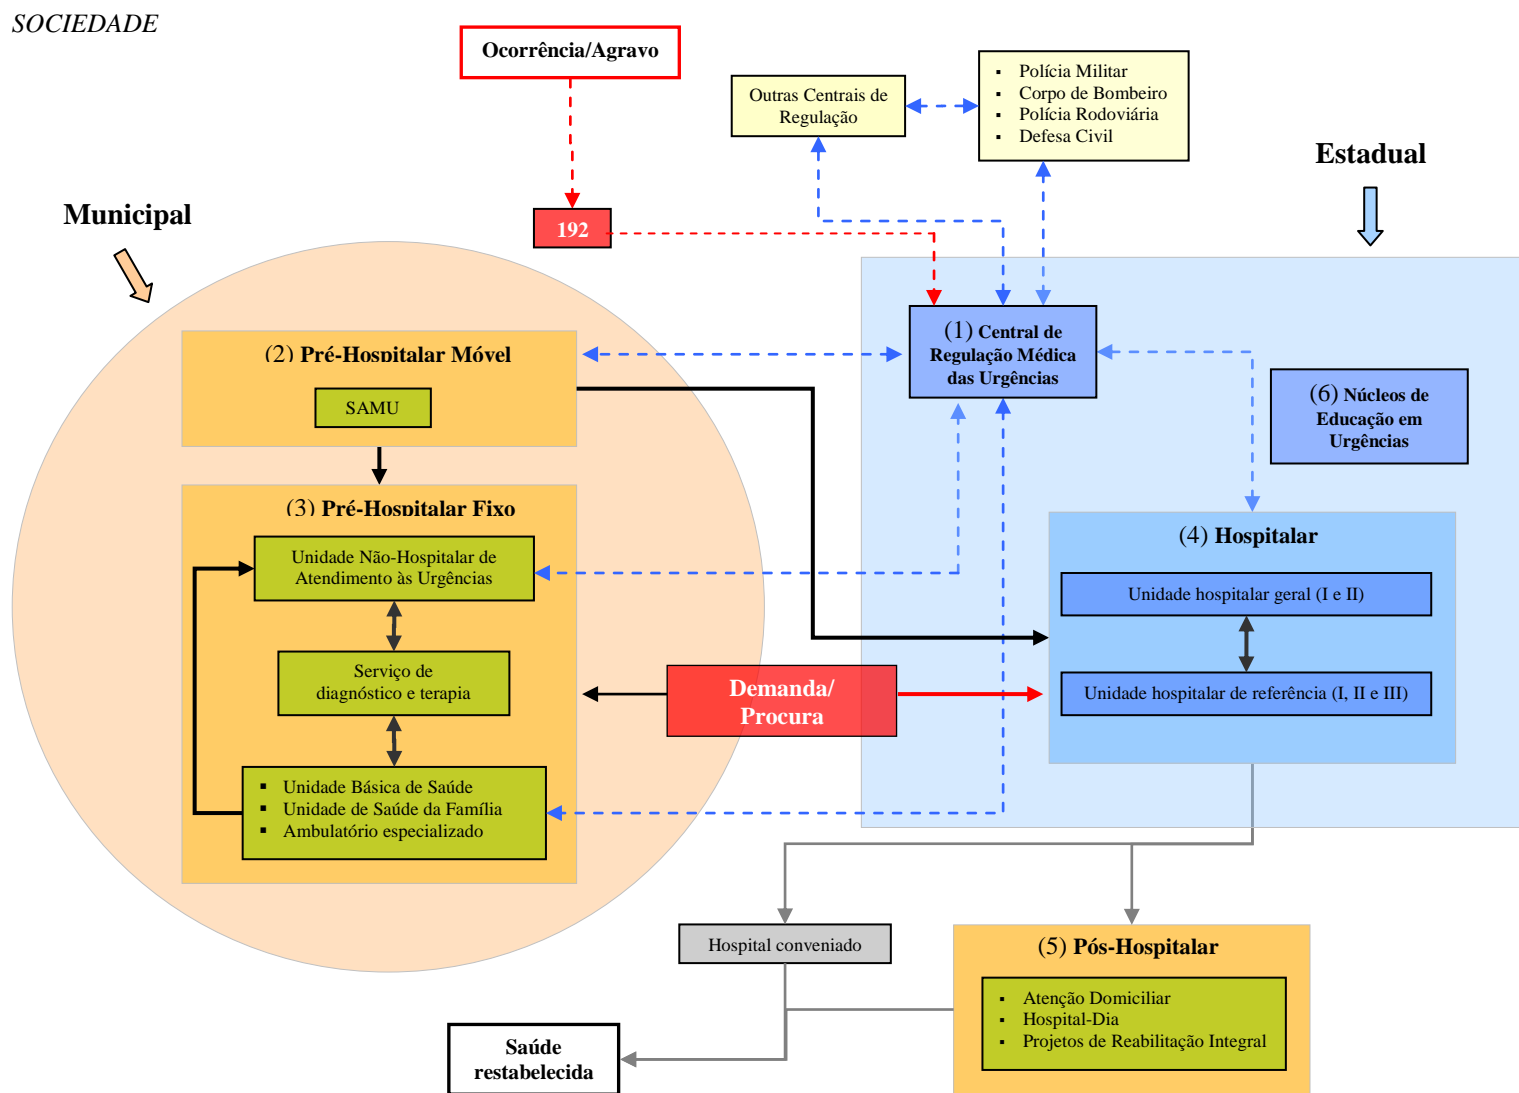 SOCIEDADE
Ocorrência/Agravo
Outras Centrais de
Regulação
▪ Polícia Militar
▪ Corpo de Bombeiro
▪ Polícia Rodoviária
▪ Defesa Civil
Estadual
Municipal
192
(1) Central de
Regulação Médica
das Urgências
(2) Pré-Hospitalar Móvel
SAMU
(6) Núcleos de
Educação em
Urgências
(3) Pré-Hospitalar Fixo
Unidade Não-Hospitalar de
Atendimento às Urgências
Serviço de
diagnóstico e terapia
▪ Unidade Básica de Saúde
▪ Unidade de Saúde da Família
▪ Ambulatório especializado
(4) Hospitalar
Unidade hospitalar geral (I e II)
Unidade hospitalar de referência (I, II e III)
Demanda/
Procura
Hospital conveniado
(5) Pós-Hospitalar
▪ Atenção Domiciliar
▪ Hospital-Dia
▪ Projetos de Reabilitação Integral
Saúde
restabelecida